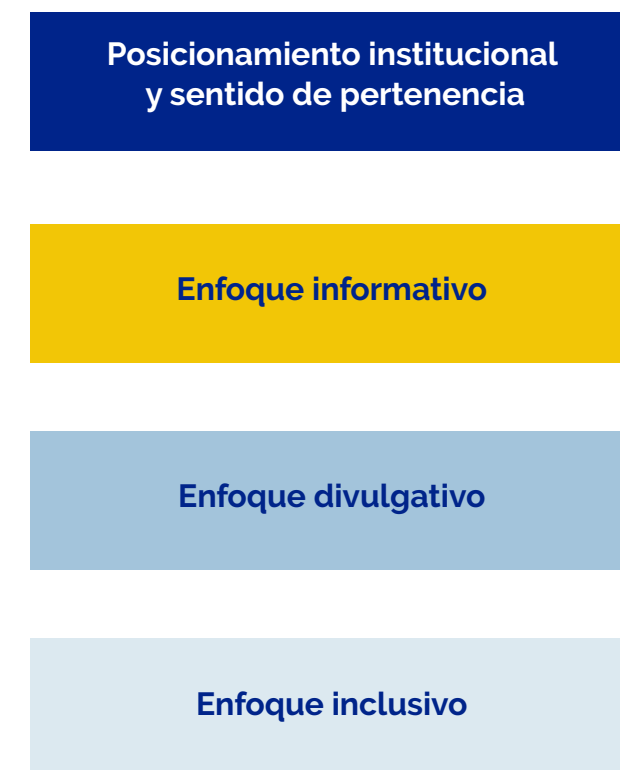 Posicionamiento institucional
y sentido de pertenencia
Enfoque informativo
Enfoque divulgativo
Enfoque inclusivo